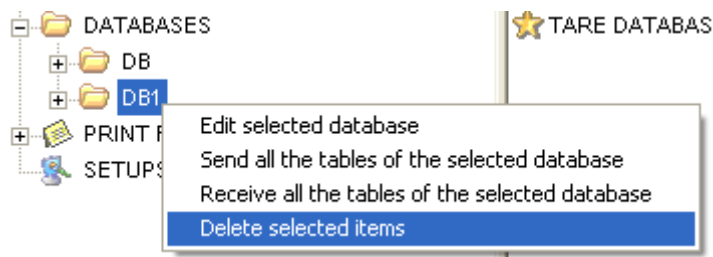 DATABASES
TARE DATABAS
DB
DB1
PRINT F
SETUPS
Edit selected database
Send all the tables of the selected database
Receive all the tables of the selected database
Delete selected items